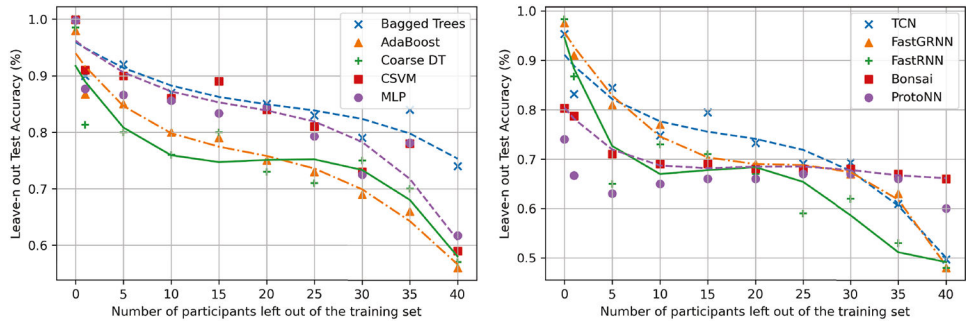 Leave-n out Test Accuracy (%)
1.0
0.9
0.8
0.7
0.6
0
5
10
15
20
25
30
35
40
Number of participants left out of the training set
Bagged Trees
AdaBoost
Coarse DT
CSVM
MLP
Leave-n out Test Accuracy (%)
1.0
0.9
0.8
0.7
0.6
0.5
0
5
10
15
20
25
30
35
40
Number of participants left out of the training set
TCN
FastGRNN
FastRNN
Bonsai
ProtoNN